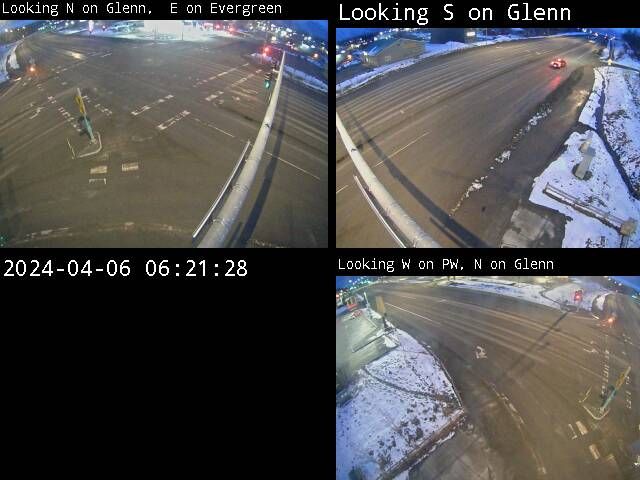 Looking N on Glenn, E on Evergreen
Looking S on Glenn
2024-04-06 06:21:28
Looking W on PW, N on Glenn